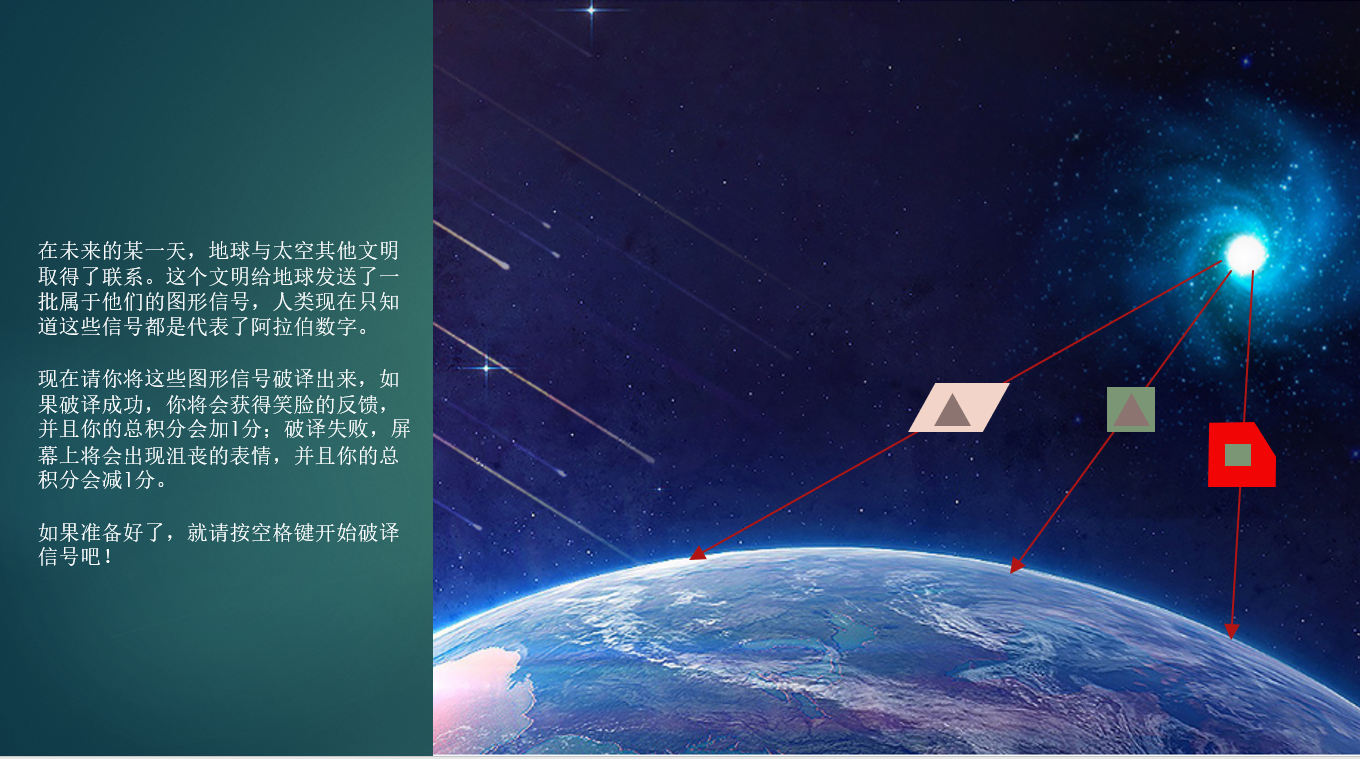 在未来的某一天，地球与太空其他文明
取得了联系。这个文明给地球发送了一
批属于他们的图形信号，人类现在只知
道这些信号都是代表了阿拉伯数字。
现在请你将这些图形信号破译出来，如
果破译成功，你将会获得笑脸的反馈，
并且你的总积分会加1分；破译失败，屏
幕上将会出现沮丧的表情，并且你的总
积分会减1分。
如果准备好了，就请按空格键开始破译
信号吧！